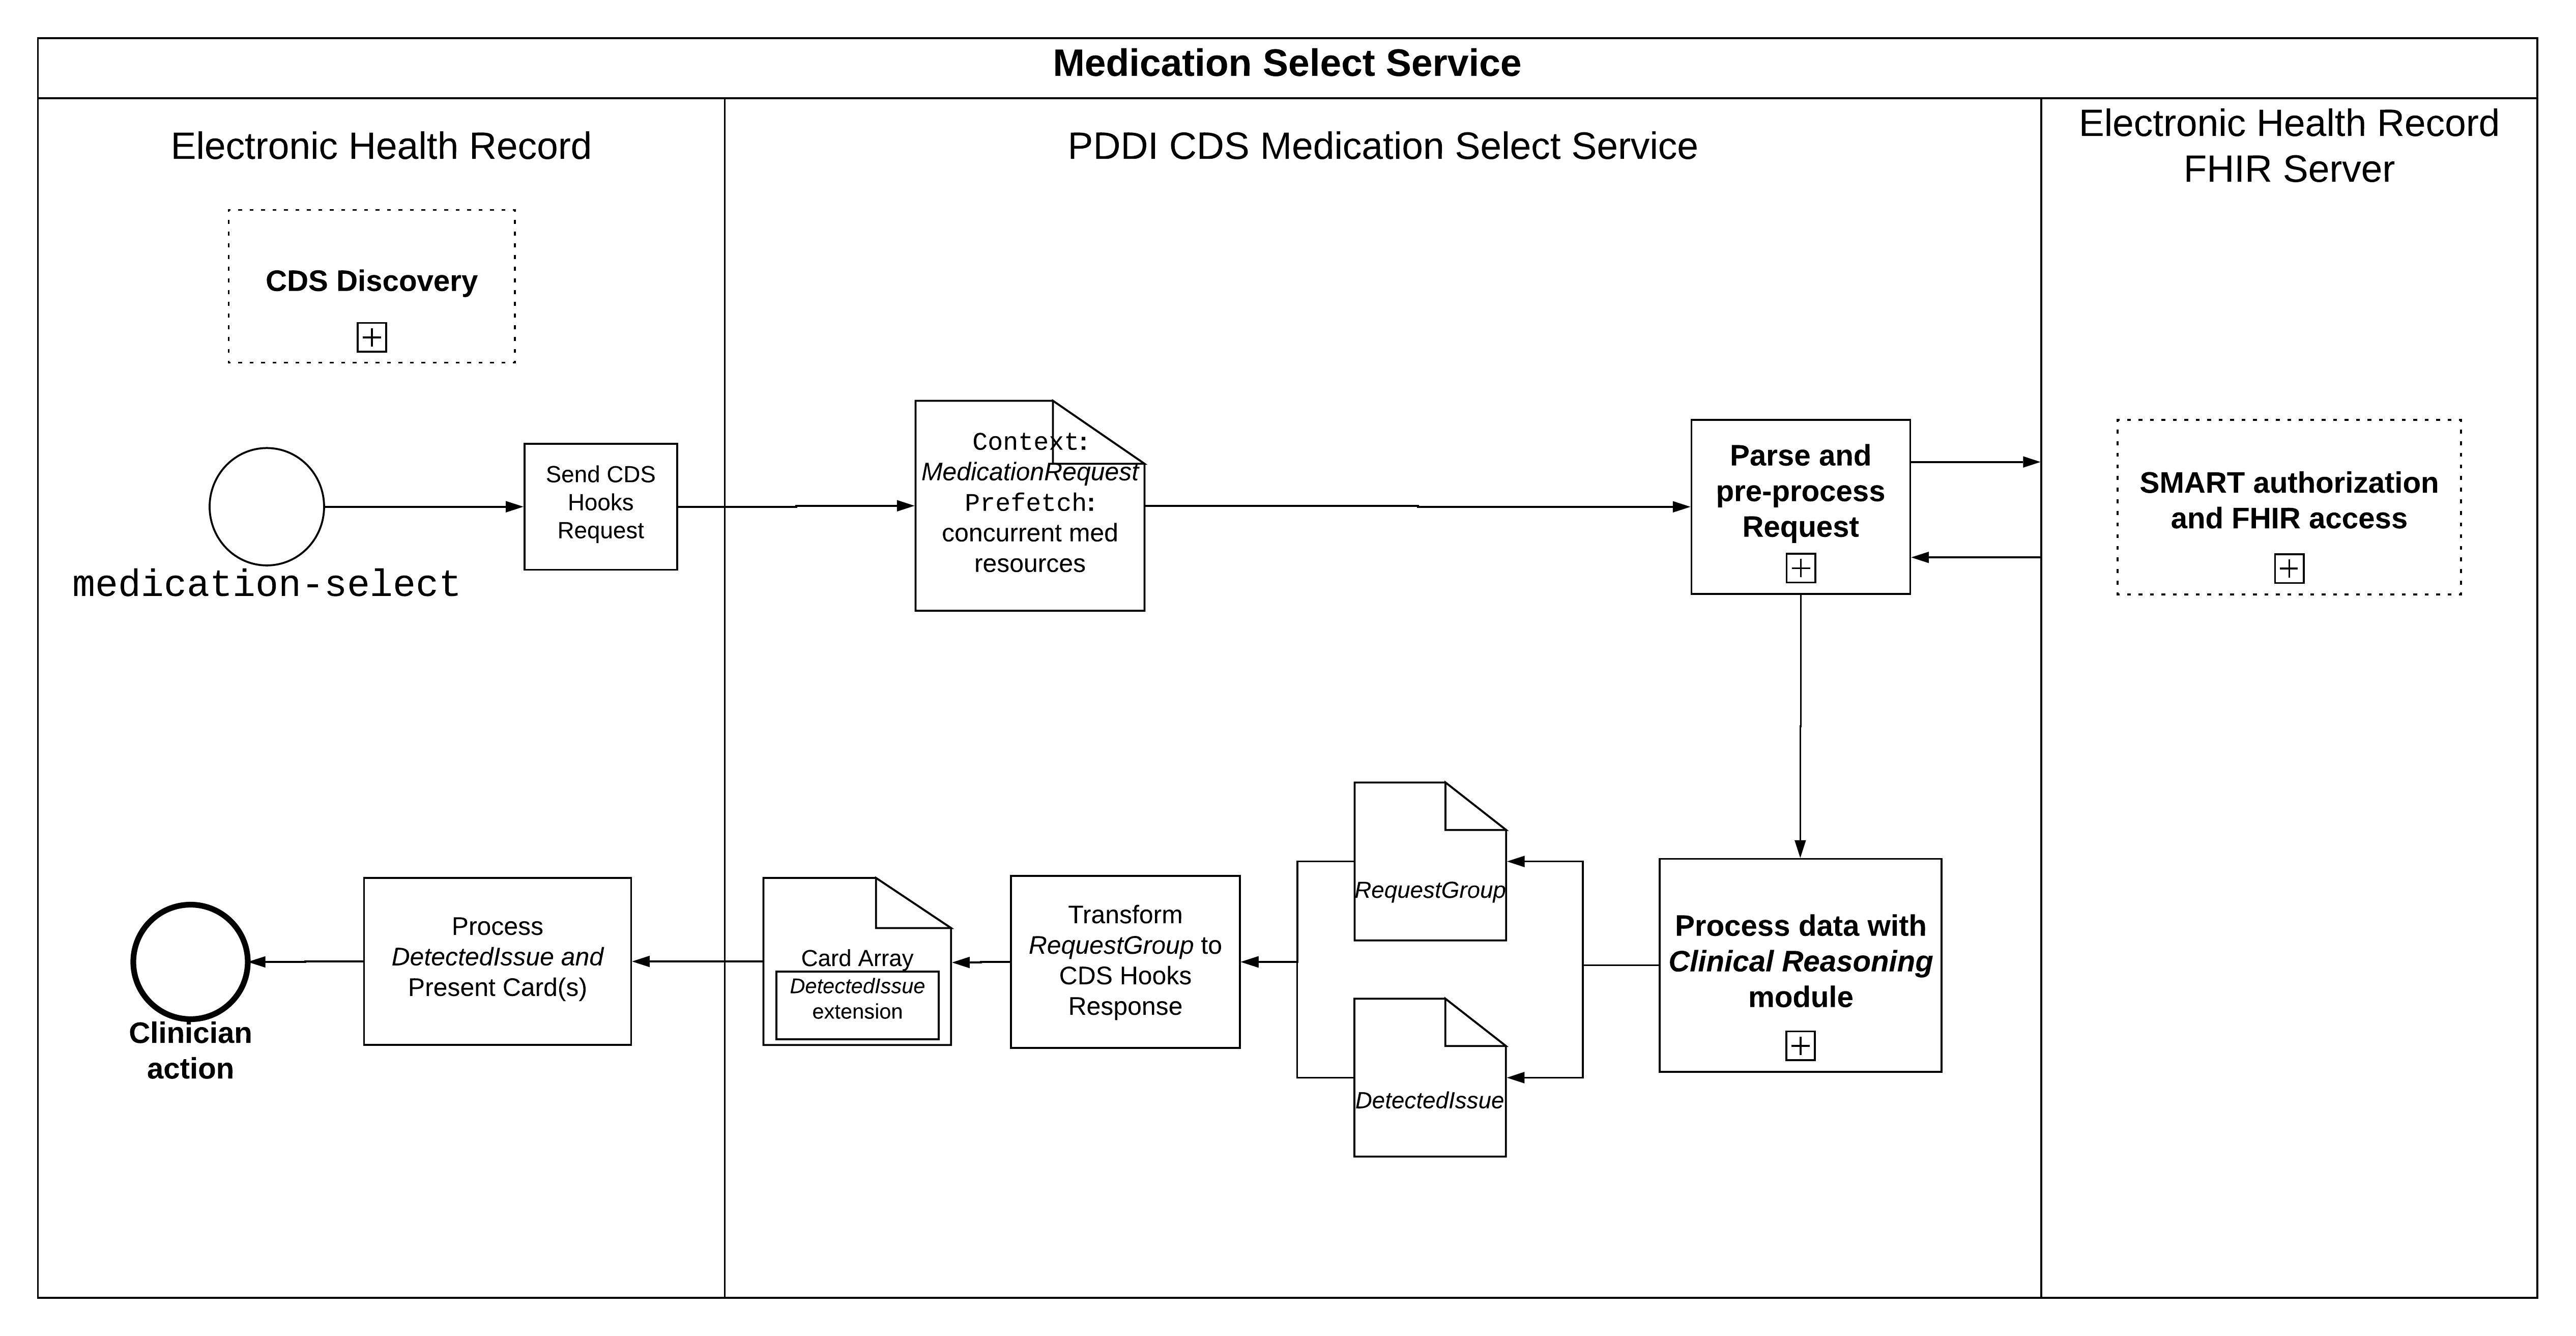 Medication Select Service
Electronic Health Record
PDDI CDS Medication Select Service
Electronic Health Record
FHIR Server
CDS Discovery
medication-select
Send CDS
Hooks
Request
Context:
MedicationRequest
Prefetch:
concurrent med
resources
Parse and
pre-process
Request
SMART authorization
and FHIR access
Clinician
action
Process
DetectedIssue and
Present Card(s)
Card Array
DetectedIssue
extension
Transform
RequestGroup to
CDS Hooks
Response
RequestGroup
DetectedIssue
Process data with
Clinical Reasoning
module